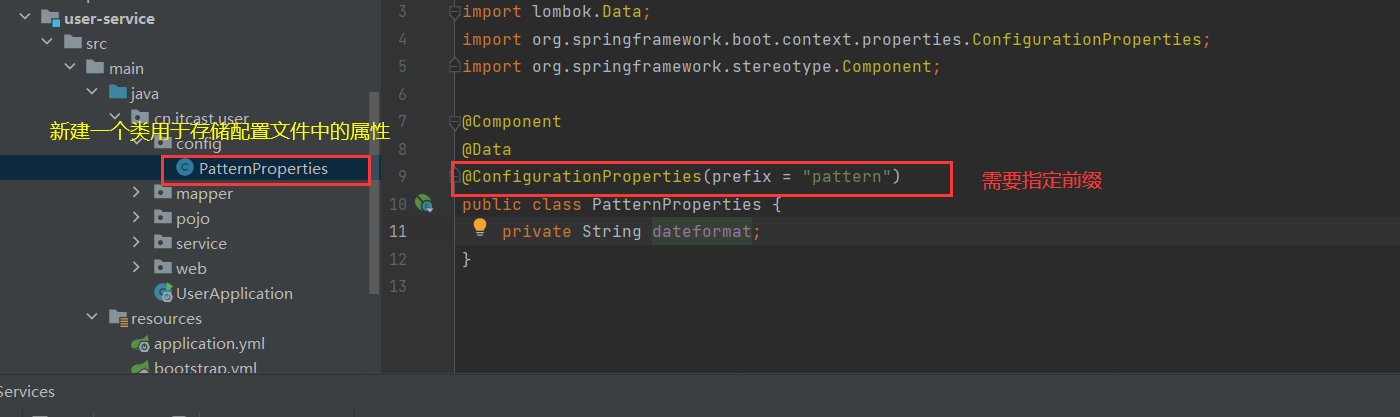 user-service
src
main
java
cn.itcast.user
新建一个类用于存储配置文件中的属性
config
PatternProperties
mapper
pojo
service
web
UserApplication
resources
application.yml
bootstrap.yml
Services
3 import lombok.Data;
4 import org.springframework.boot.context.properties.ConfigurationProperties;
5 import org.springframework.stereotype.Component;
6
7 @Component
8 @Data
9 @ConfigurationProperties(prefix = "pattern")
需要指定前缀
10 public class PatternProperties {
11 private String dateformat;
12 }
13